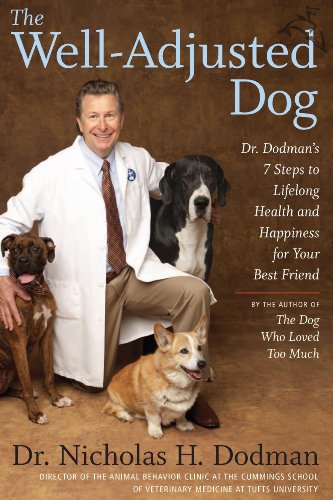 The
Well-Adjusted
Dog
Dr. Dodman's
7 Steps to
Lifelong
Health and
Happiness
for Your
Best Friend
BY THE AUTHOR OF
The Dog
Who Loved
Too Much
Dr. Nicholas H. Dodman
DIRECTOR OF THE ANIMAL BEHAVIOR CLINIC AT THE CUMMINGS SCHOOL
OF VETERINARY MEDICINE AT TUFTS UNIVERSITY